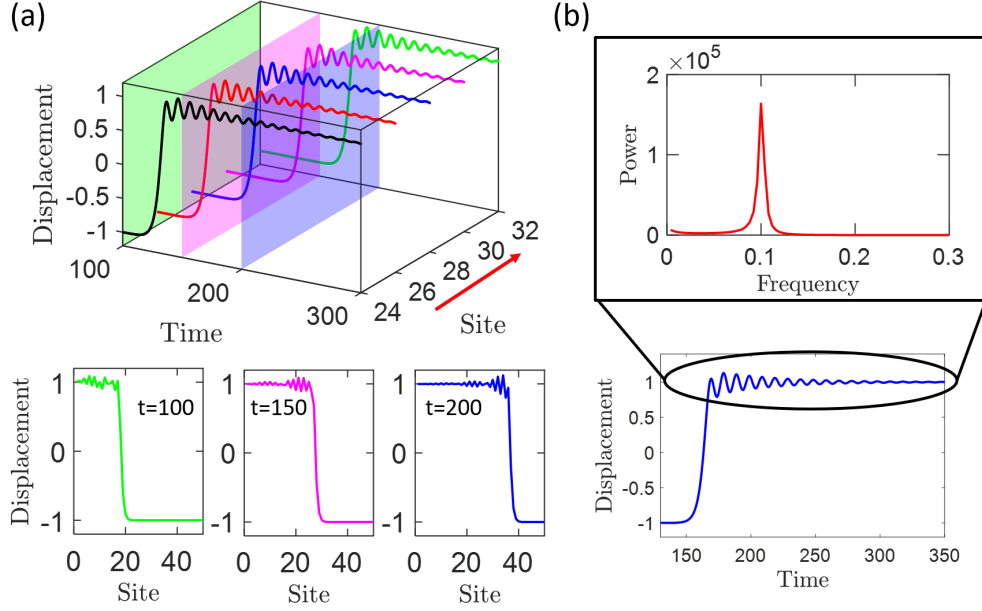 (a)
Displacement
1
0.5
0
-0.5
-1
100
200
300
Time
24
26
28
30
32
Site
Displacement
1
0
-1
t=100
0 20 40
Site
1
0
-1
t=150
0 20 40
Site
1
0
-1
t=200
0 20 40
Site
(b)
×10⁵
Power
2
1
0
0 0.1 0.2 0.3
Frequency
Displacement
1
0.5
0
-0.5
-1
150 200 250 300 350
Time